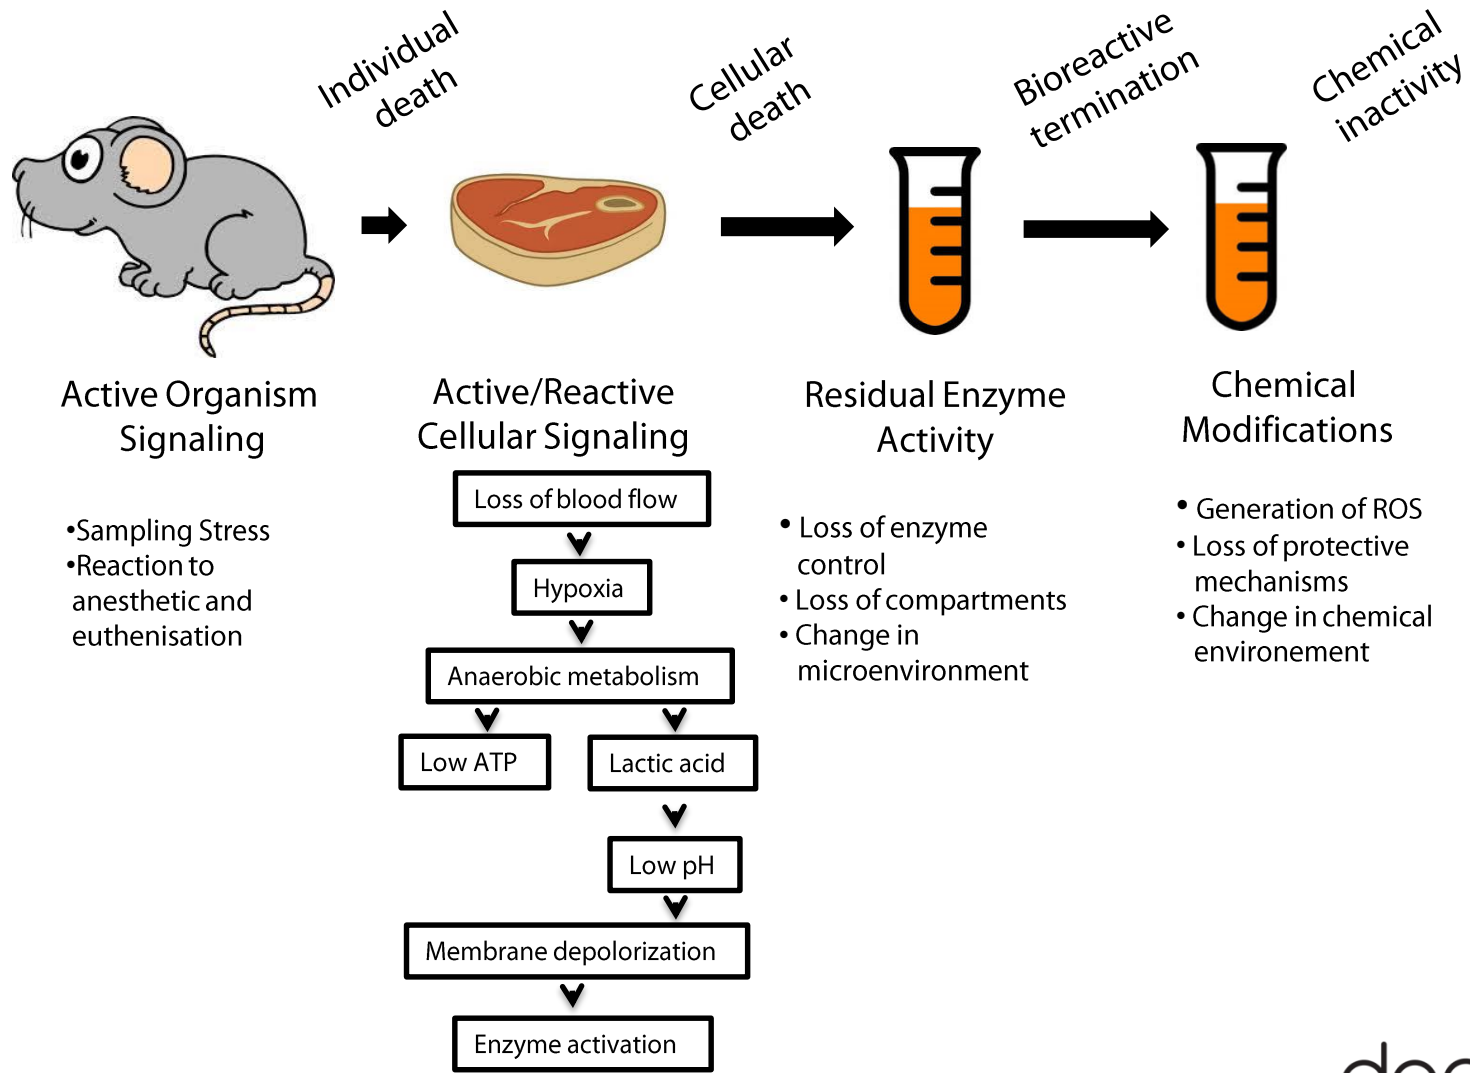 Individual
death
Cellular
death
Bioreactive
termination
Chemical
inactivity
Active Organism
Signaling
•Sampling Stress
•Reaction to
anesthetic and
euthenisation
Active/Reactive
Cellular Signaling
Loss of blood flow
Hypoxia
Anaerobic metabolism
Low ATP
Lactic acid
Low pH
Membrane depolorization
Enzyme activation
Residual Enzyme
Activity
• Loss of enzyme
control
• Loss of compartments
• Change in
microenvironment
Chemical
Modifications
• Generation of ROS
• Loss of protective
mechanisms
• Change in chemical
environement